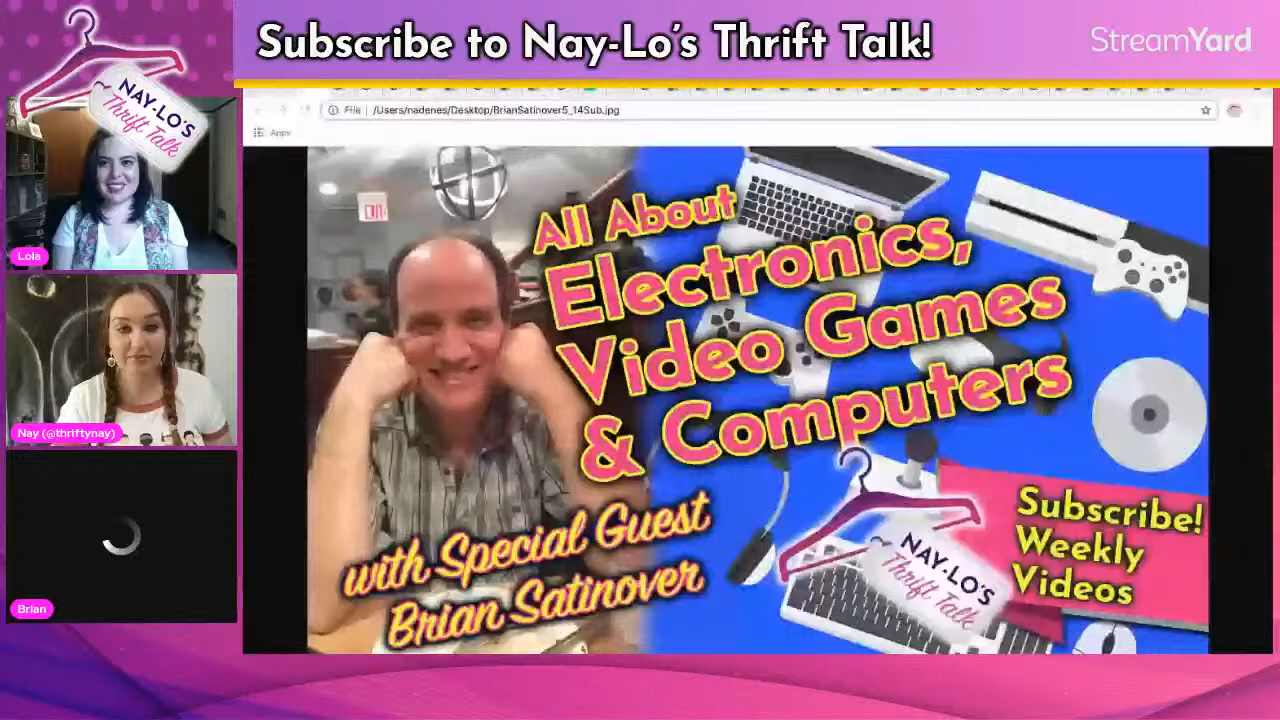 Subscribe to Nay-Lo's Thrift Talk!
StreamYard
NAY-LO'S
Thrift Talk
Lola
Nay (@thriftynay)
Brian
File
/Users/nadenes/Desktop/BrianSatinover5_14Sub.jpg
Apps
All About
Electronics,
Video Games
& Computers
with Special Guest
Brian Satinover
NAY-LO'S
Thrift Talk
Subscribe!
Weekly
Videos